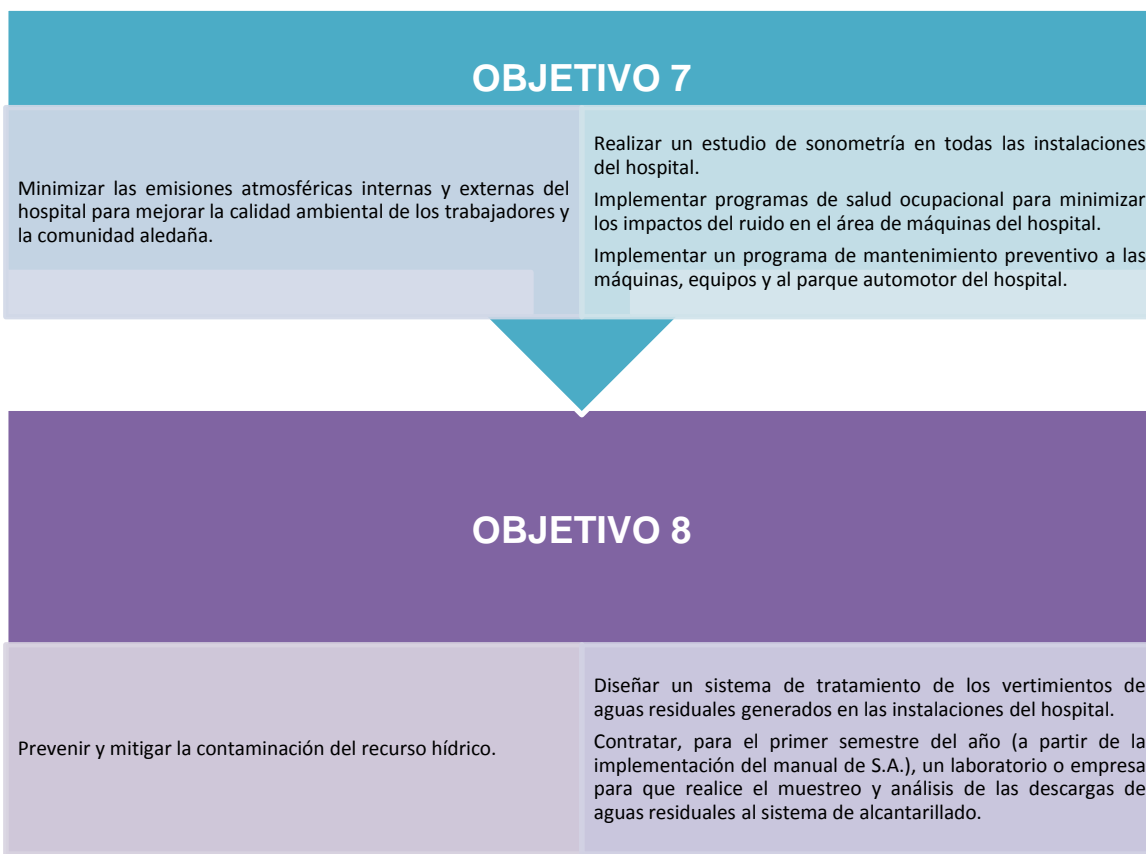 OBJETIVO 7
Minimizar las emisiones atmosféricas internas y externas del
hospital para mejorar la calidad ambiental de los trabajadores y
la comunidad aledaña.
Realizar un estudio de sonometría en todas las instalaciones
del hospital.
Implementar programas de salud ocupacional para minimizar
los impactos del ruido en el área de máquinas del hospital.
Implementar un programa de mantenimiento preventivo a las
máquinas, equipos y al parque automotor del hospital.
OBJETIVO 8
Prevenir y mitigar la contaminación del recurso hídrico.
Diseñar un sistema de tratamiento de los vertimientos de
aguas residuales generados en las instalaciones del hospital.
Contratar, para el primer semestre del año (a partir de la
implementación del manual de S.A.), un laboratorio o empresa
para que realice el muestreo y análisis de las descargas de
aguas residuales al sistema de alcantarillado.